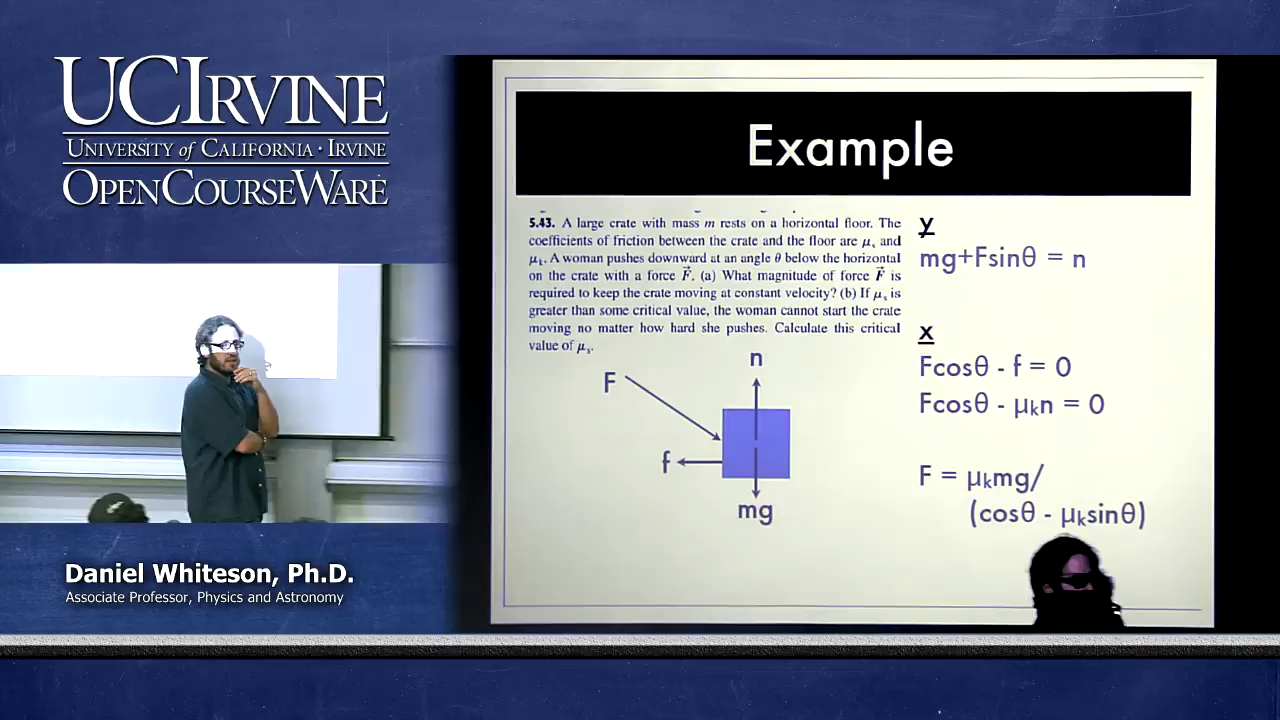 UCIRVINE
UNIVERSITY of CALIFORNIA · IRVINE
OPENCOURSEWARE
Daniel Whiteson, Ph.D.
Associate Professor, Physics and Astronomy
Example
5.43. A large crate with mass m rests on a horizontal floor. The
coefficients of friction between the crate and the floor are μs and
μk. A woman pushes downward at an angle θ below the horizontal
on the crate with a force F⃗. (a) What magnitude of force F⃗ is
required to keep the crate moving at constant velocity? (b) If μs is
greater than some critical value, the woman cannot start the crate
moving no matter how hard she pushes. Calculate this critical
value of μs.
n
F
f
mg
y
mg+Fsinθ = n
x
Fcosθ - f = 0
Fcosθ - μkn = 0
F = μkmg/
(cosθ - μksinθ)